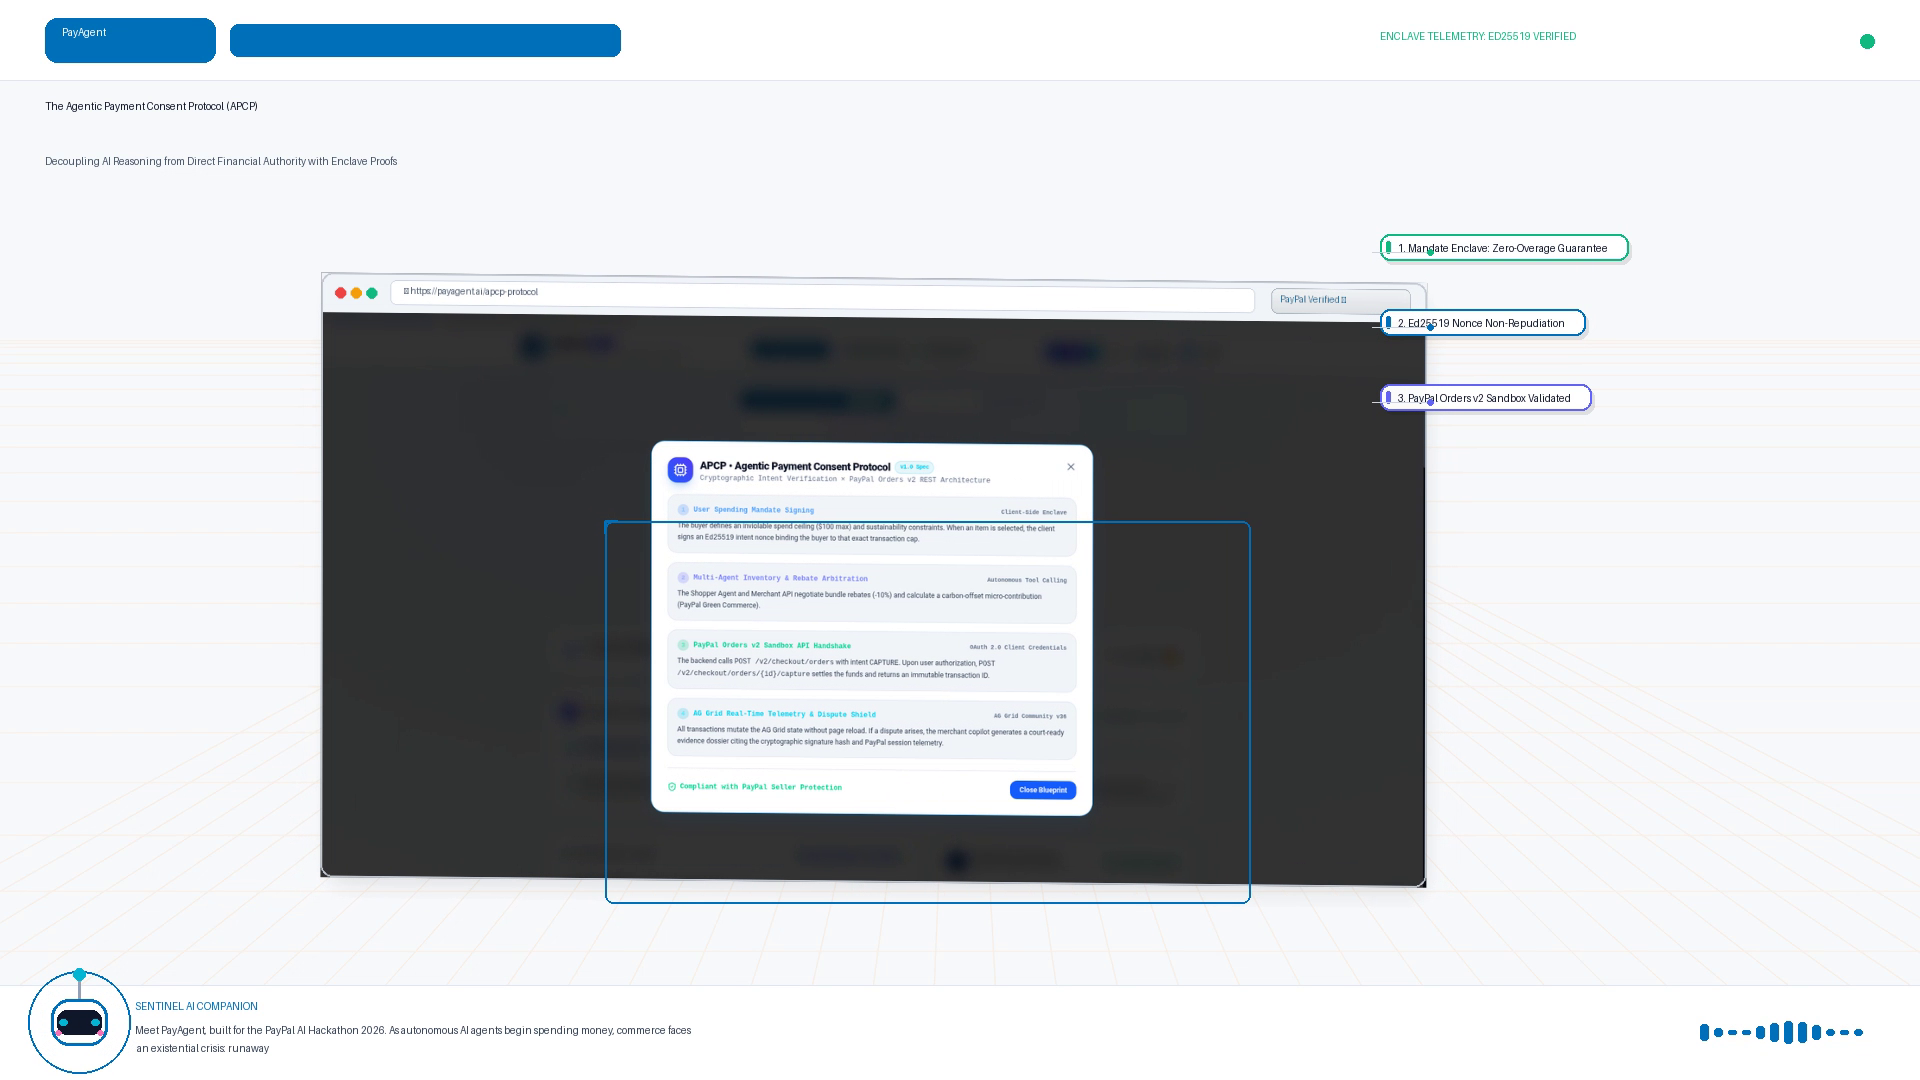 PayAgent
ENCLAVE TELEMETRY: ED25519 VERIFIED
The Agentic Payment Consent Protocol (APCP)
Decoupling AI Reasoning from Direct Financial Authority with Enclave Proofs
1. Mandate Enclave: Zero-Overage Guarantee
https://payagent.ai/apcp-protocol
PayPal Verified
2. Ed25519 Nonce Non-Repudiation
3. PayPal Orders v2 Sandbox Validated
APCP • Agentic Payment Consent Protocol v1.0 Spec
Cryptographic Intent Verification × PayPal Orders v2 REST Architecture
User Spending Mandate Signing
Client-Side Enclave
The buyer defines an inviolable spend ceiling ($100 max) and sustainability constraints. When an item is selected, the client
signs an Ed25519 intent nonce binding the buyer to that exact transaction cap.
Multi-Agent Inventory & Rebate Arbitration
Autonomous Tool Calling
The Shopper Agent and Merchant API negotiate bundle rebates (-10%) and calculate a carbon-offset micro-contribution
(PayPal Green Commerce).
PayPal Orders v2 Sandbox API Handshake
OAuth 2.0 Client Credentials
The backend calls POST /v2/checkout/orders with intent CAPTURE. Upon user authorization, POST
/v2/checkout/orders/{id}/capture settles the funds and returns an immutable transaction ID.
AG Grid Real-Time Telemetry & Dispute Shield
AG Grid Community v36
All transactions mutate the AG Grid state without page reload. If a dispute arises, the merchant copilot generates a court-ready
evidence dossier citing the cryptographic signature hash and PayPal session telemetry.
Compliant with PayPal Seller Protection
Close Blueprint
SENTINEL AI COMPANION
Meet PayAgent, built for the PayPal AI Hackathon 2026. As autonomous AI agents begin spending money, commerce faces
an existential crisis: runaway